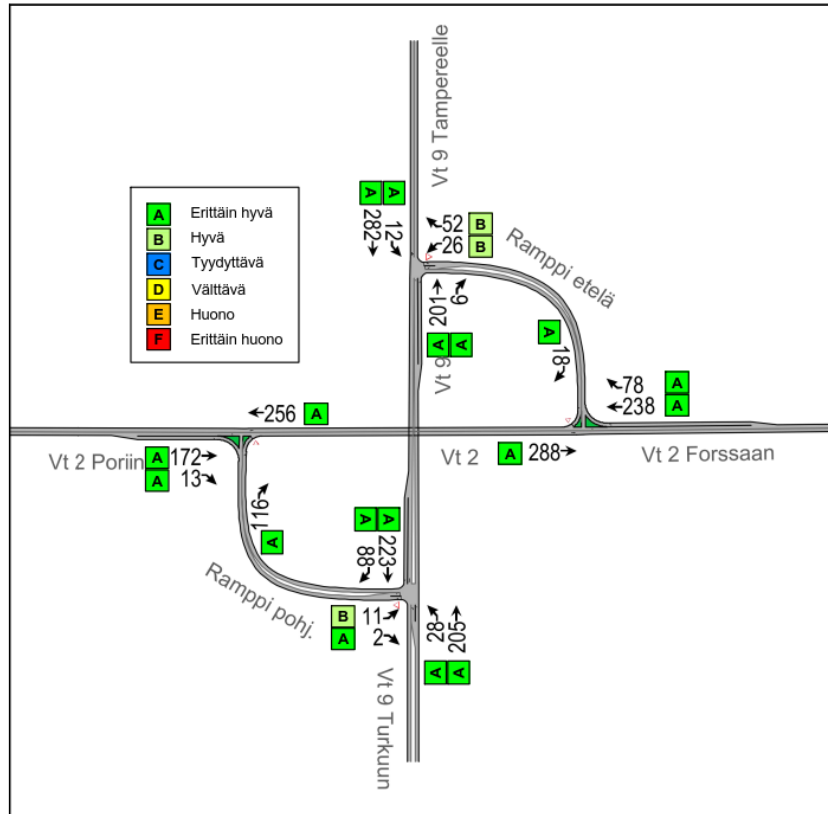 Vt 9 Tampereelle
A Erittäin hyvä
B Hyvä
C Tyydyttävä
D Välttävä
E Huono
F Erittäin huono
A A
282 12
52 B
26 B
Ramppi etelä
201 6
A A
Vt 9
A
18
78 A
238 A
256 A
Vt 2 Poriin
A 172
A 13
Vt 2
A 288
Vt 2 Forssaan
116
A
A A
88 223
Ramppi pohj.
B 11
A 2
28 205
A A
Vt 9 Turkuun